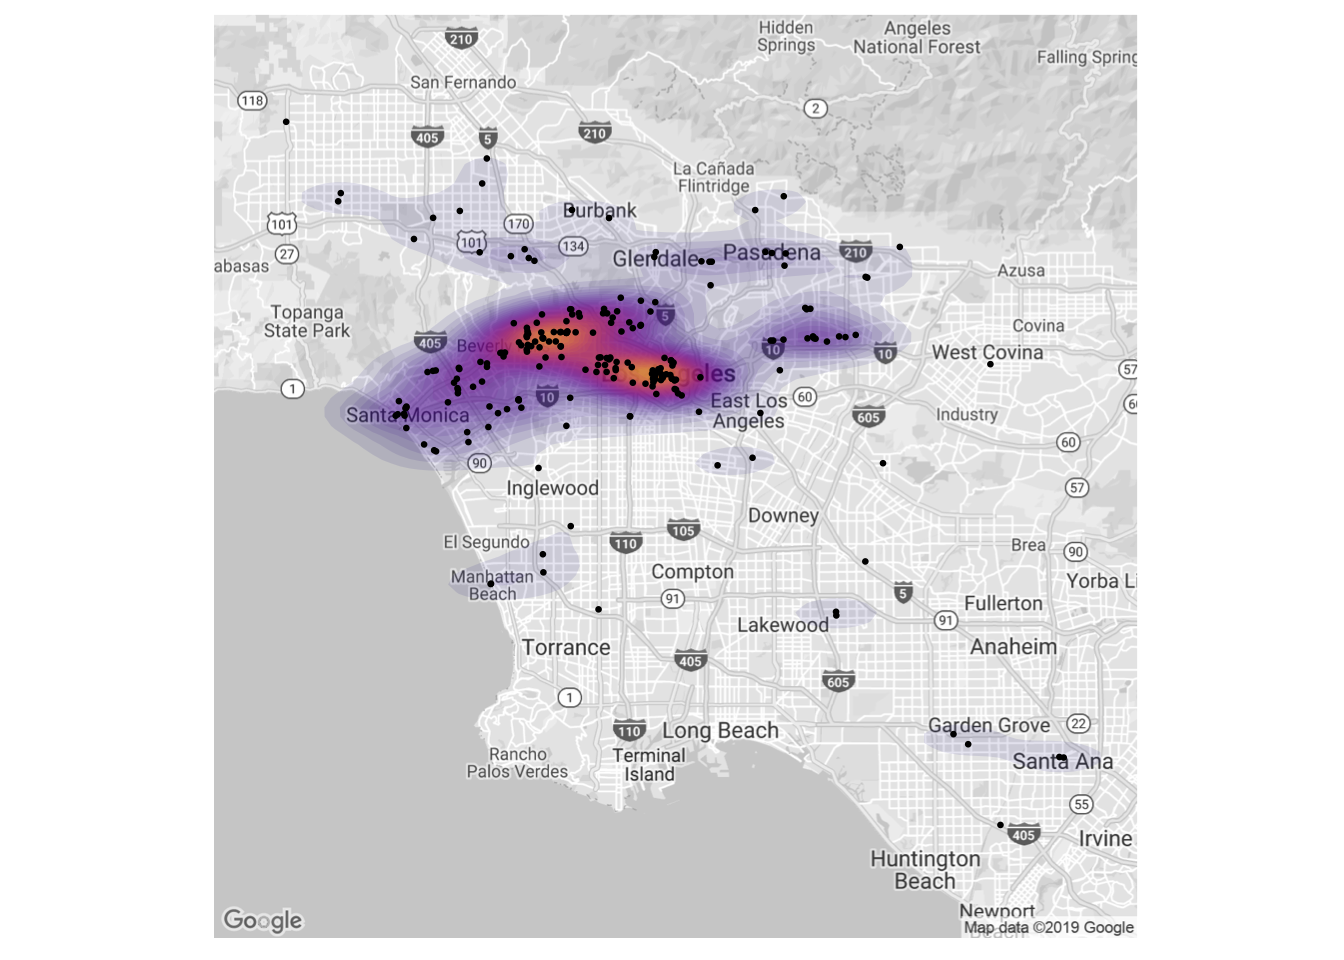 Hidden
Springs
Angeles
National Forest
210
Falling Spring
San Fernando
118
2
405
5
210
La Cañada
Flintridge
Burbank
101
170
101
134
27
abasas
Glendale
Pasadena
210
Azusa
Topanga
State Park
5
Covina
405
Beverly
10
10
West Covina
57
1
geles
10
60
6
East Los
Angeles
Santa Monica
605
Industry
60
90
Inglewood
57
Downey
105
El Segundo
110
Brea
90
Manhattan
Beach
Compton
Yorba Li
91
5
Fullerton
Lakewood
91
Torrance
Anaheim
405
605
1
Garden Grove
22
110
Long Beach
Rancho
Palos Verdes
Terminal
Island
Santa Ana
55
405
Irvine
Huntington
Beach
Newport
Beach
Google
Map data ©2019 Google